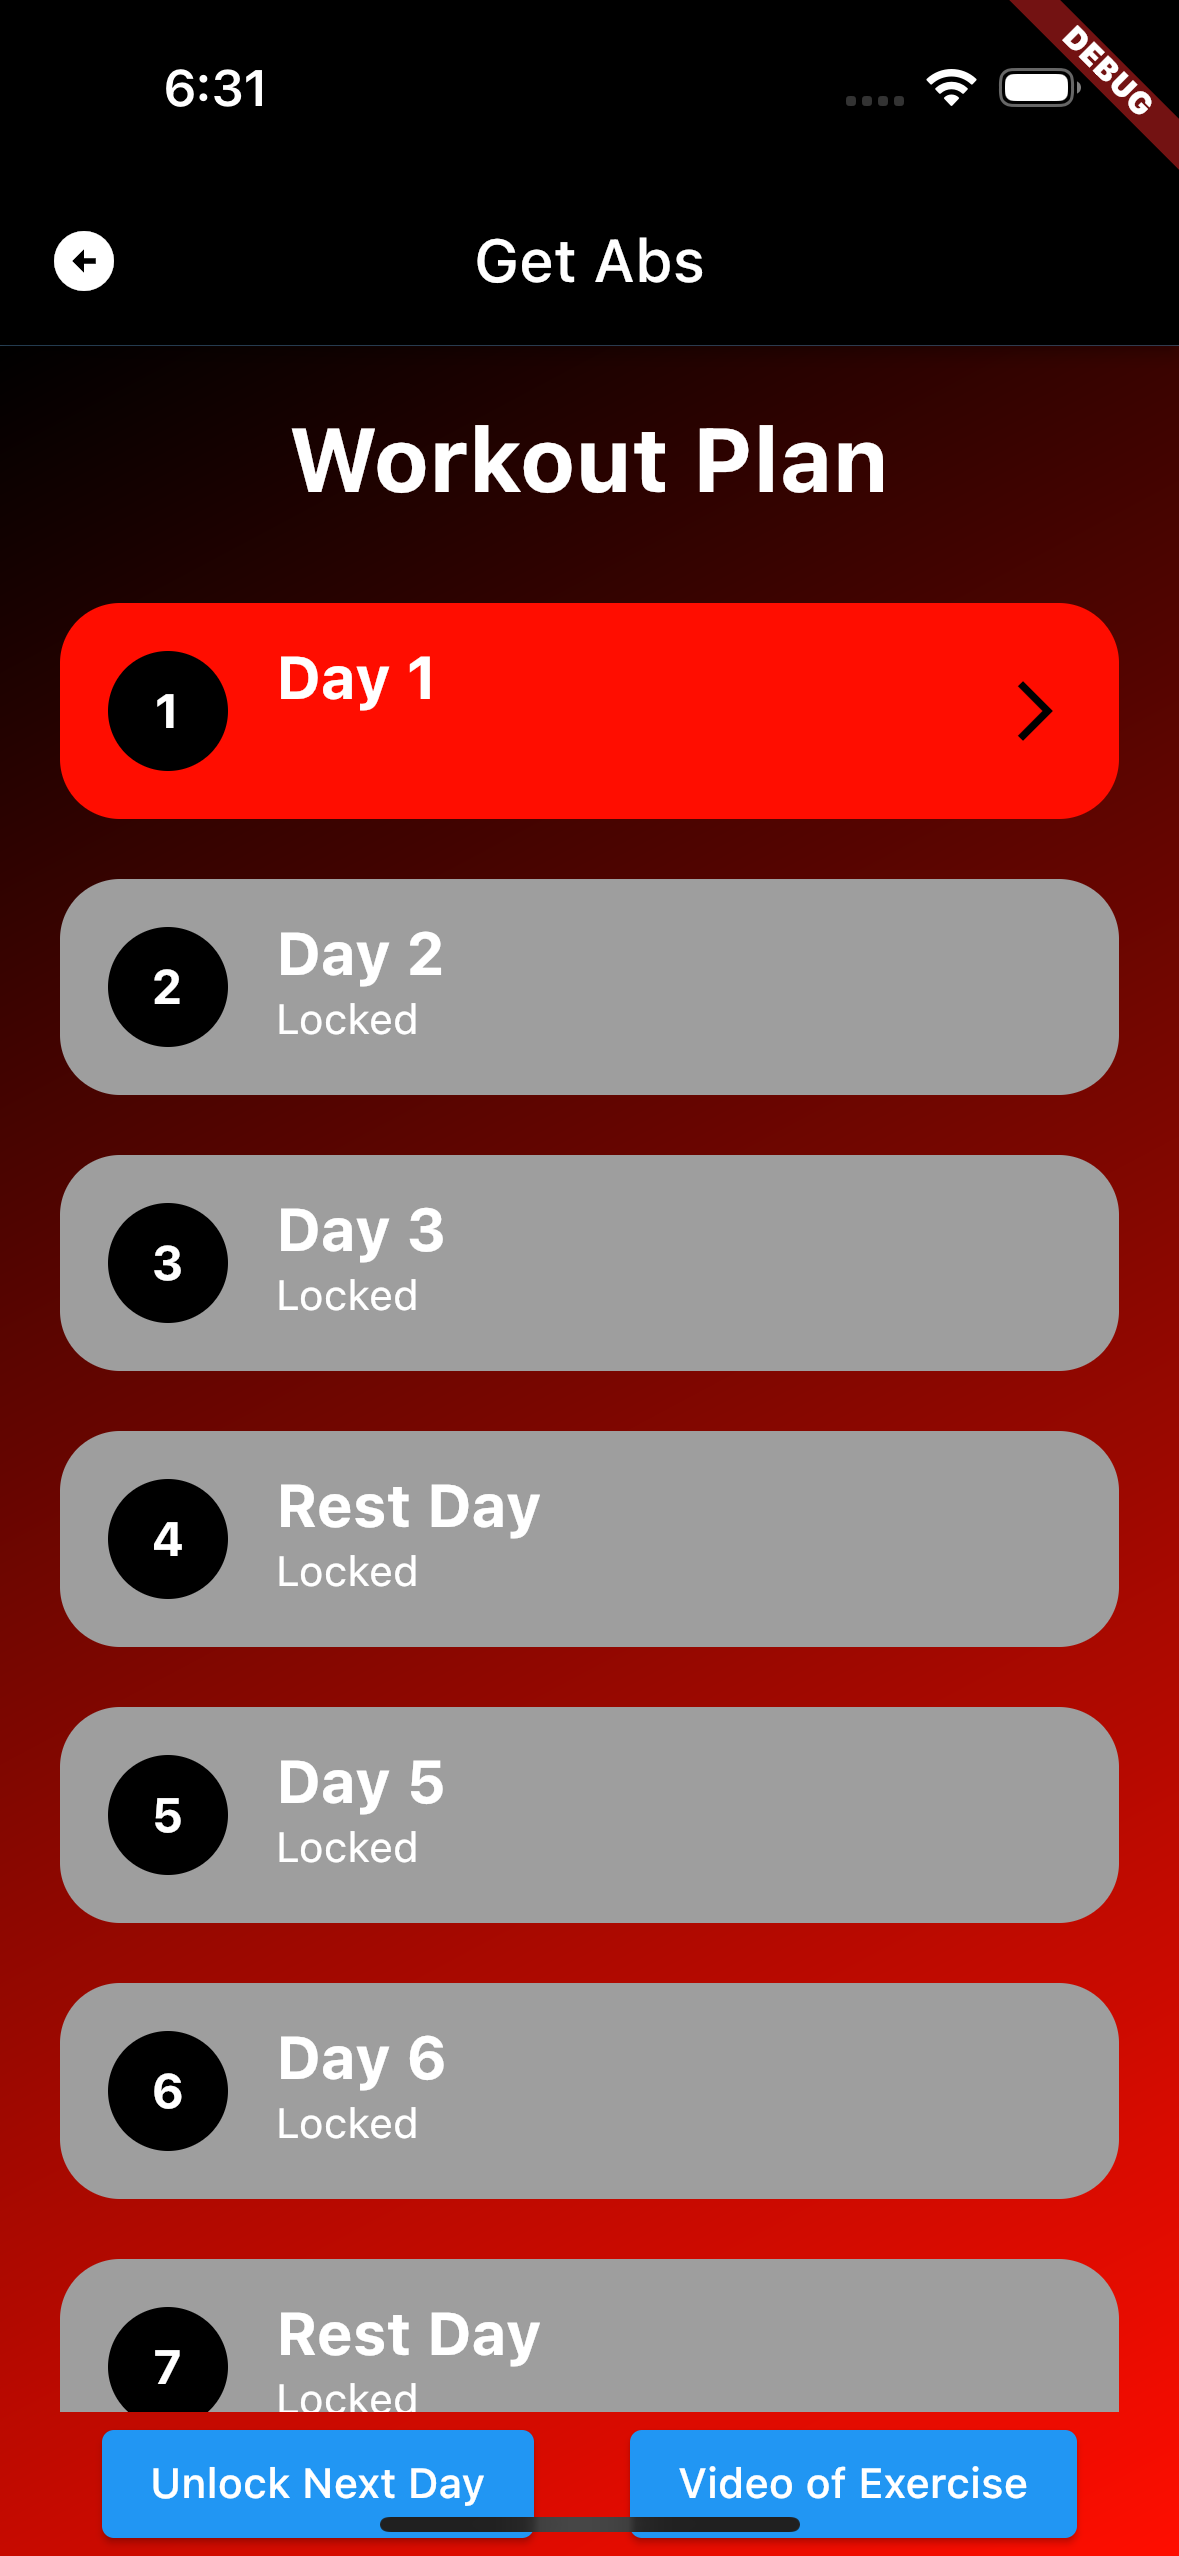 6:31
DEBUG
Get Abs
Workout Plan
1
Day 1
2
Day 2
Locked
3
Day 3
Locked
4
Rest Day
Locked
5
Day 5
Locked
6
Day 6
Locked
7
Rest Day
Locked
Unlock Next Day
Video of Exercise